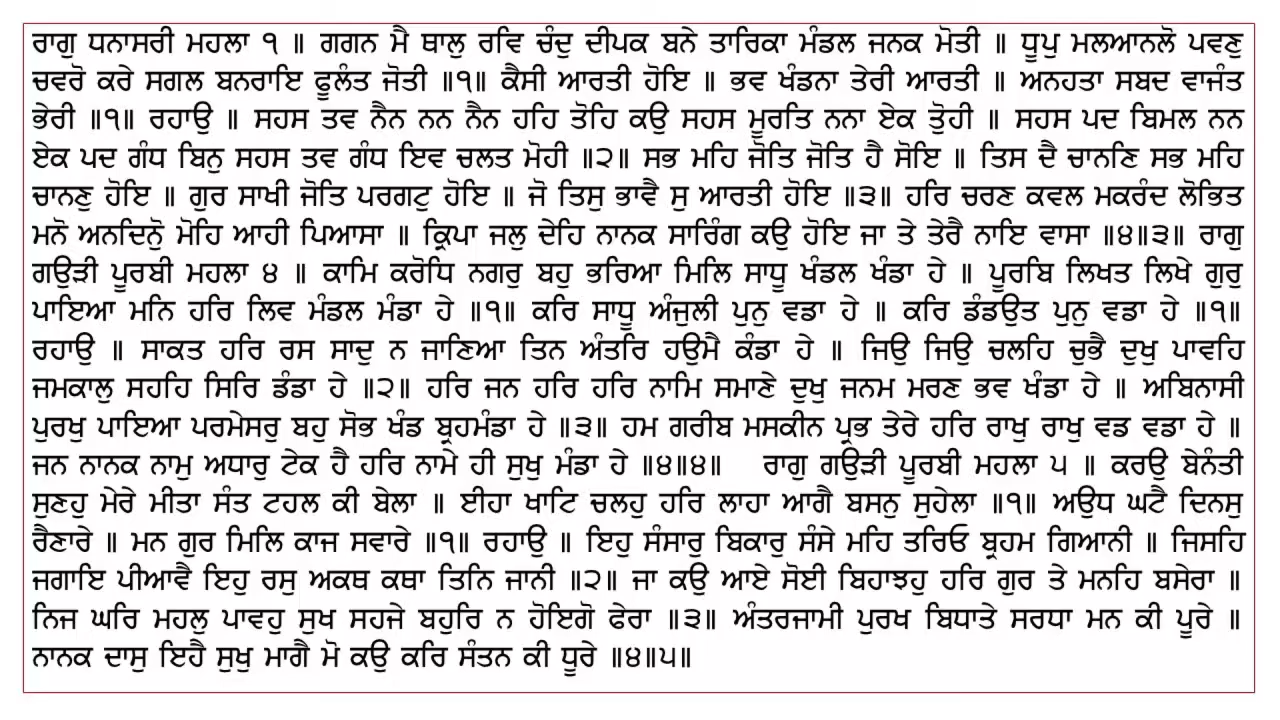 ਰਾਗੁ ਧਨਾਸਰੀ ਮਹਲਾ ੧ ॥ ਗਗਨ ਮੈ ਥਾਲੁ ਰਵਿ ਚੰਦੁ ਦੀਪਕ ਬਨੇ ਤਾਰਿਕਾ ਮੰਡਲ ਜਨਕ ਮੋਤੀ ॥ ਧੂਪੁ ਮਲਆਨਲੋ ਪਵਣੁ
ਚਵਰੋ ਕਰੇ ਸਗਲ ਬਨਰਾਇ ਫੂਲੰਤ ਜੋਤੀ ॥੧॥ ਕੈਸੀ ਆਰਤੀ ਹੋਇ ॥ ਭਵ ਖੰਡਨਾ ਤੇਰੀ ਆਰਤੀ ॥ ਅਨਹਤਾ ਸਬਦ ਵਾਜੰਤ
ਭੇਰੀ ॥੧॥ ਰਹਾਉ ॥ ਸਹਸ ਤਵ ਨੈਨ ਨਨ ਨੈਨ ਹਹਿ ਤੋਹਿ ਕਉ ਸਹਸ ਮੂਰਤਿ ਨਨਾ ਏਕ ਤੋੁਹੀ ॥ ਸਹਸ ਪਦ ਬਿਮਲ ਨਨ
ਏਕ ਪਦ ਗੰਧ ਬਿਨੁ ਸਹਸ ਤਵ ਗੰਧ ਇਵ ਚਲਤ ਮੋਹੀ ॥੨॥ ਸਭ ਮਹਿ ਜੋਤਿ ਜੋਤਿ ਹੈ ਸੋਇ ॥ ਤਿਸ ਦੈ ਚਾਨਣਿ ਸਭ ਮਹਿ
ਚਾਨਣੁ ਹੋਇ ॥ ਗੁਰ ਸਾਖੀ ਜੋਤਿ ਪਰਗਟੁ ਹੋਇ ॥ ਜੋ ਤਿਸੁ ਭਾਵੈ ਸੁ ਆਰਤੀ ਹੋਇ ॥੩॥ ਹਰਿ ਚਰਣ ਕਵਲ ਮਕਰੰਦ ਲੋਭਿਤ
ਮਨੋ ਅਨਦਿਨੋੁ ਮੋਹਿ ਆਹੀ ਪਿਆਸਾ ॥ ਕ੍ਰਿਪਾ ਜਲੁ ਦੇਹਿ ਨਾਨਕ ਸਾਰਿੰਗ ਕਉ ਹੋਇ ਜਾ ਤੇ ਤੇਰੈ ਨਾਇ ਵਾਸਾ ॥੪॥੩॥ ਰਾਗੁ
ਗਉੜੀ ਪੂਰਬੀ ਮਹਲਾ ੪ ॥ ਕਾਮਿ ਕਰੋਧਿ ਨਗਰੁ ਬਹੁ ਭਰਿਆ ਮਿਲਿ ਸਾਧੂ ਖੰਡਲ ਖੰਡਾ ਹੇ ॥ ਪੂਰਬਿ ਲਿਖਤ ਲਿਖੇ ਗੁਰੁ
ਪਾਇਆ ਮਨਿ ਹਰਿ ਲਿਵ ਮੰਡਲ ਮੰਡਾ ਹੇ ॥੧॥ ਕਰਿ ਸਾਧੂ ਅੰਜੁਲੀ ਪੁਨੁ ਵਡਾ ਹੇ ॥ ਕਰਿ ਡੰਡਉਤ ਪੁਨੁ ਵਡਾ ਹੇ ॥੧॥
ਰਹਾਉ ॥ ਸਾਕਤ ਹਰਿ ਰਸ ਸਾਦੁ ਨ ਜਾਣਿਆ ਤਿਨ ਅੰਤਰਿ ਹਉਮੈ ਕੰਡਾ ਹੇ ॥ ਜਿਉ ਜਿਉ ਚਲਹਿ ਚੁਭੈ ਦੁਖੁ ਪਾਵਹਿ
ਜਮਕਾਲੁ ਸਹਹਿ ਸਿਰਿ ਡੰਡਾ ਹੇ ॥੨॥ ਹਰਿ ਜਨ ਹਰਿ ਹਰਿ ਨਾਮਿ ਸਮਾਣੇ ਦੁਖੁ ਜਨਮ ਮਰਣ ਭਵ ਖੰਡਾ ਹੇ ॥ ਅਬਿਨਾਸੀ
ਪੁਰਖੁ ਪਾਇਆ ਪਰਮੇਸਰੁ ਬਹੁ ਸੋਭ ਖੰਡ ਬ੍ਰਹਮੰਡਾ ਹੇ ॥੩॥ ਹਮ ਗਰੀਬ ਮਸਕੀਨ ਪ੍ਰਭ ਤੇਰੇ ਹਰਿ ਰਾਖੁ ਰਾਖੁ ਵਡ ਵਡਾ ਹੇ ॥
ਜਨ ਨਾਨਕ ਨਾਮੁ ਅਧਾਰੁ ਟੇਕ ਹੈ ਹਰਿ ਨਾਮੇ ਹੀ ਸੁਖੁ ਮੰਡਾ ਹੇ ॥੪॥੪॥ ਰਾਗੁ ਗਉੜੀ ਪੂਰਬੀ ਮਹਲਾ ੫ ॥ ਕਰਉ ਬੇਨੰਤੀ
ਸੁਣਹੁ ਮੇਰੇ ਮੀਤਾ ਸੰਤ ਟਹਲ ਕੀ ਬੇਲਾ ॥ ਈਹਾ ਖਾਟਿ ਚਲਹੁ ਹਰਿ ਲਾਹਾ ਆਗੈ ਬਸਨੁ ਸੁਹੇਲਾ ॥੧॥ ਅਉਧ ਘਟੈ ਦਿਨਸੁ
ਰੈਣਾਰੇ ॥ ਮਨ ਗੁਰ ਮਿਲਿ ਕਾਜ ਸਵਾਰੇ ॥੧॥ ਰਹਾਉ ॥ ਇਹੁ ਸੰਸਾਰੁ ਬਿਕਾਰੁ ਸੰਸੇ ਮਹਿ ਤਰਿਓ ਬ੍ਰਹਮ ਗਿਆਨੀ ॥ ਜਿਸਹਿ
ਜਗਾਇ ਪੀਆਵੈ ਇਹੁ ਰਸੁ ਅਕਥ ਕਥਾ ਤਿਨਿ ਜਾਨੀ ॥੨॥ ਜਾ ਕਉ ਆਏ ਸੋਈ ਬਿਹਾਝਹੁ ਹਰਿ ਗੁਰ ਤੇ ਮਨਹਿ ਬਸੇਰਾ ॥
ਨਿਜ ਘਰਿ ਮਹਲੁ ਪਾਵਹੁ ਸੁਖ ਸਹਜੇ ਬਹੁਰਿ ਨ ਹੋਇਗੋ ਫੇਰਾ ॥੩॥ ਅੰਤਰਜਾਮੀ ਪੁਰਖ ਬਿਧਾਤੇ ਸਰਧਾ ਮਨ ਕੀ ਪੂਰੇ ॥
ਨਾਨਕ ਦਾਸੁ ਇਹੈ ਸੁਖੁ ਮਾਗੈ ਮੋ ਕਉ ਕਰਿ ਸੰਤਨ ਕੀ ਧੂਰੇ ॥੪॥੫॥